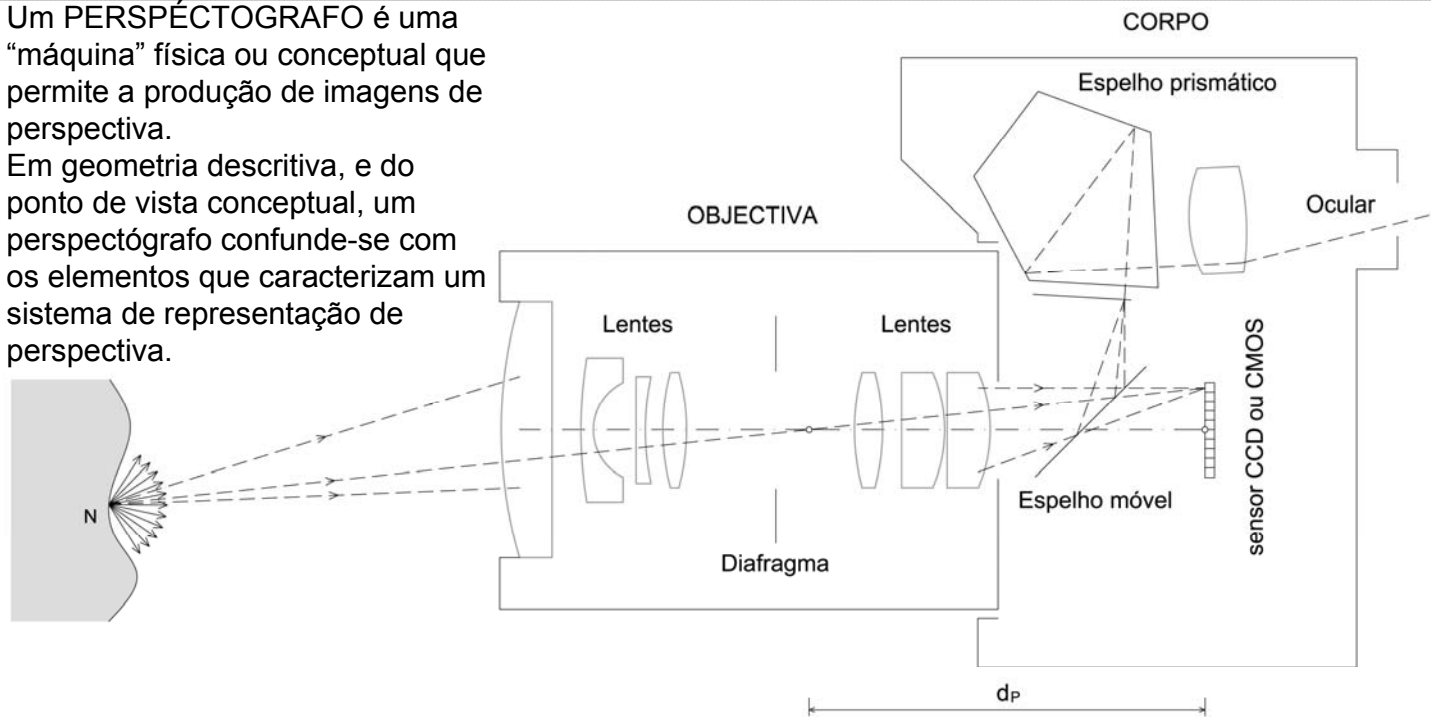 Um PERSPÉCTOGRAFO é uma
“máquina” física ou conceptual que
permite a produção de imagens de
perspectiva.
Em geometria descritiva, e do
ponto de vista conceptual, um
perspectógrafo confunde-se com
os elementos que caracterizam um
sistema de representação de
perspectiva.
CORPO
Espelho prismático
Ocular
OBJECTIVA
Lentes
Lentes
sensor CCD ou CMOS
Espelho móvel
N
Diafragma
dP